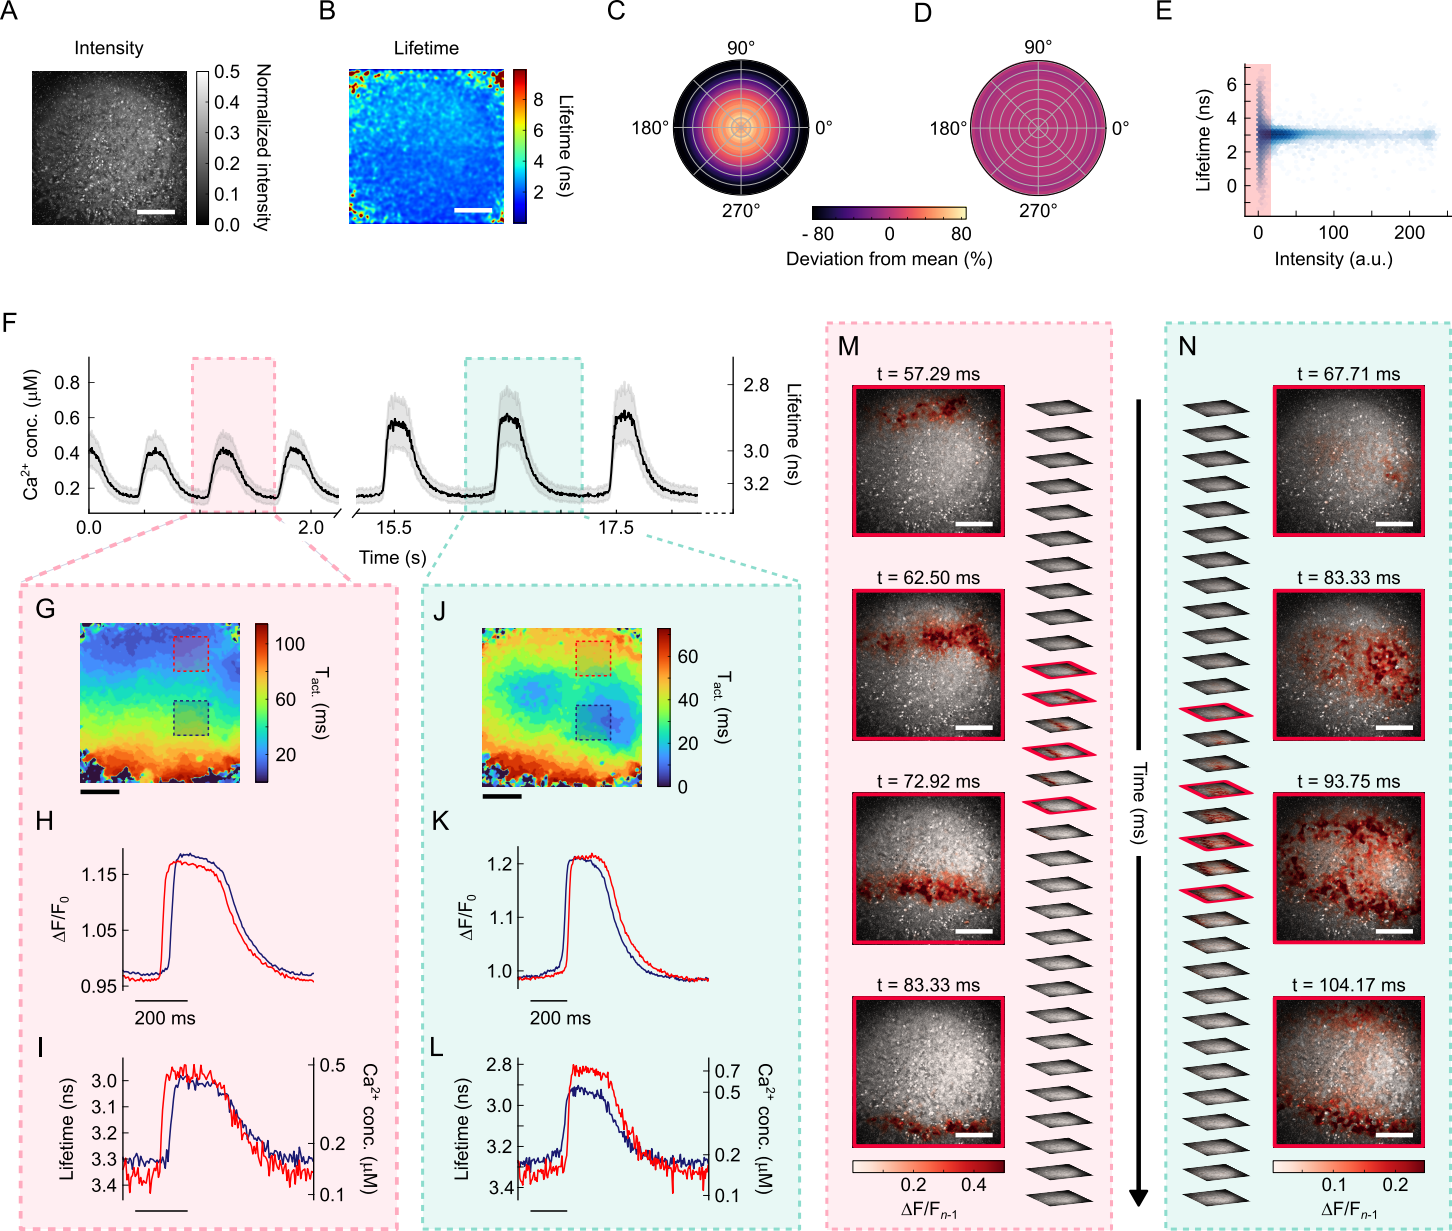 A
Intensity
0.5
0.4
0.3
0.2
0.1
0.0
Normalized intensity
B
Lifetime
8
6
4
2
Lifetime (ns)
C
90°
180°
0°
270°
D
90°
180°
0°
270°
- 80
0
80
Deviation from mean (%)
E
6
4
2
0
Lifetime (ns)
0
100
200
Intensity (a.u.)
F
0.8
0.6
0.4
0.2
Ca2+ conc. (µM)
2.8
3.0
3.2
Lifetime (ns)
0.0
2.0
15.5
17.5
Time (s)
G
100
60
20
Tact. (ms)
H
1.15
1.05
0.95
ΔF/F0
200 ms
I
3.0
3.1
3.2
3.3
3.4
Lifetime (ns)
0.5
0.2
0.1
Ca2+ conc. (µM)
J
60
40
20
0
Tact. (ms)
K
1.2
1.1
1.0
ΔF/F0
200 ms
L
2.8
3.0
3.2
3.4
Lifetime (ns)
0.7
0.5
0.2
0.1
Ca2+ conc. (µM)
M
t = 57.29 ms
t = 62.50 ms
t = 72.92 ms
t = 83.33 ms
0.2
0.4
ΔF/Fn-1
Time (ms)
N
t = 67.71 ms
t = 83.33 ms
t = 93.75 ms
t = 104.17 ms
0.1
0.2
ΔF/Fn-1